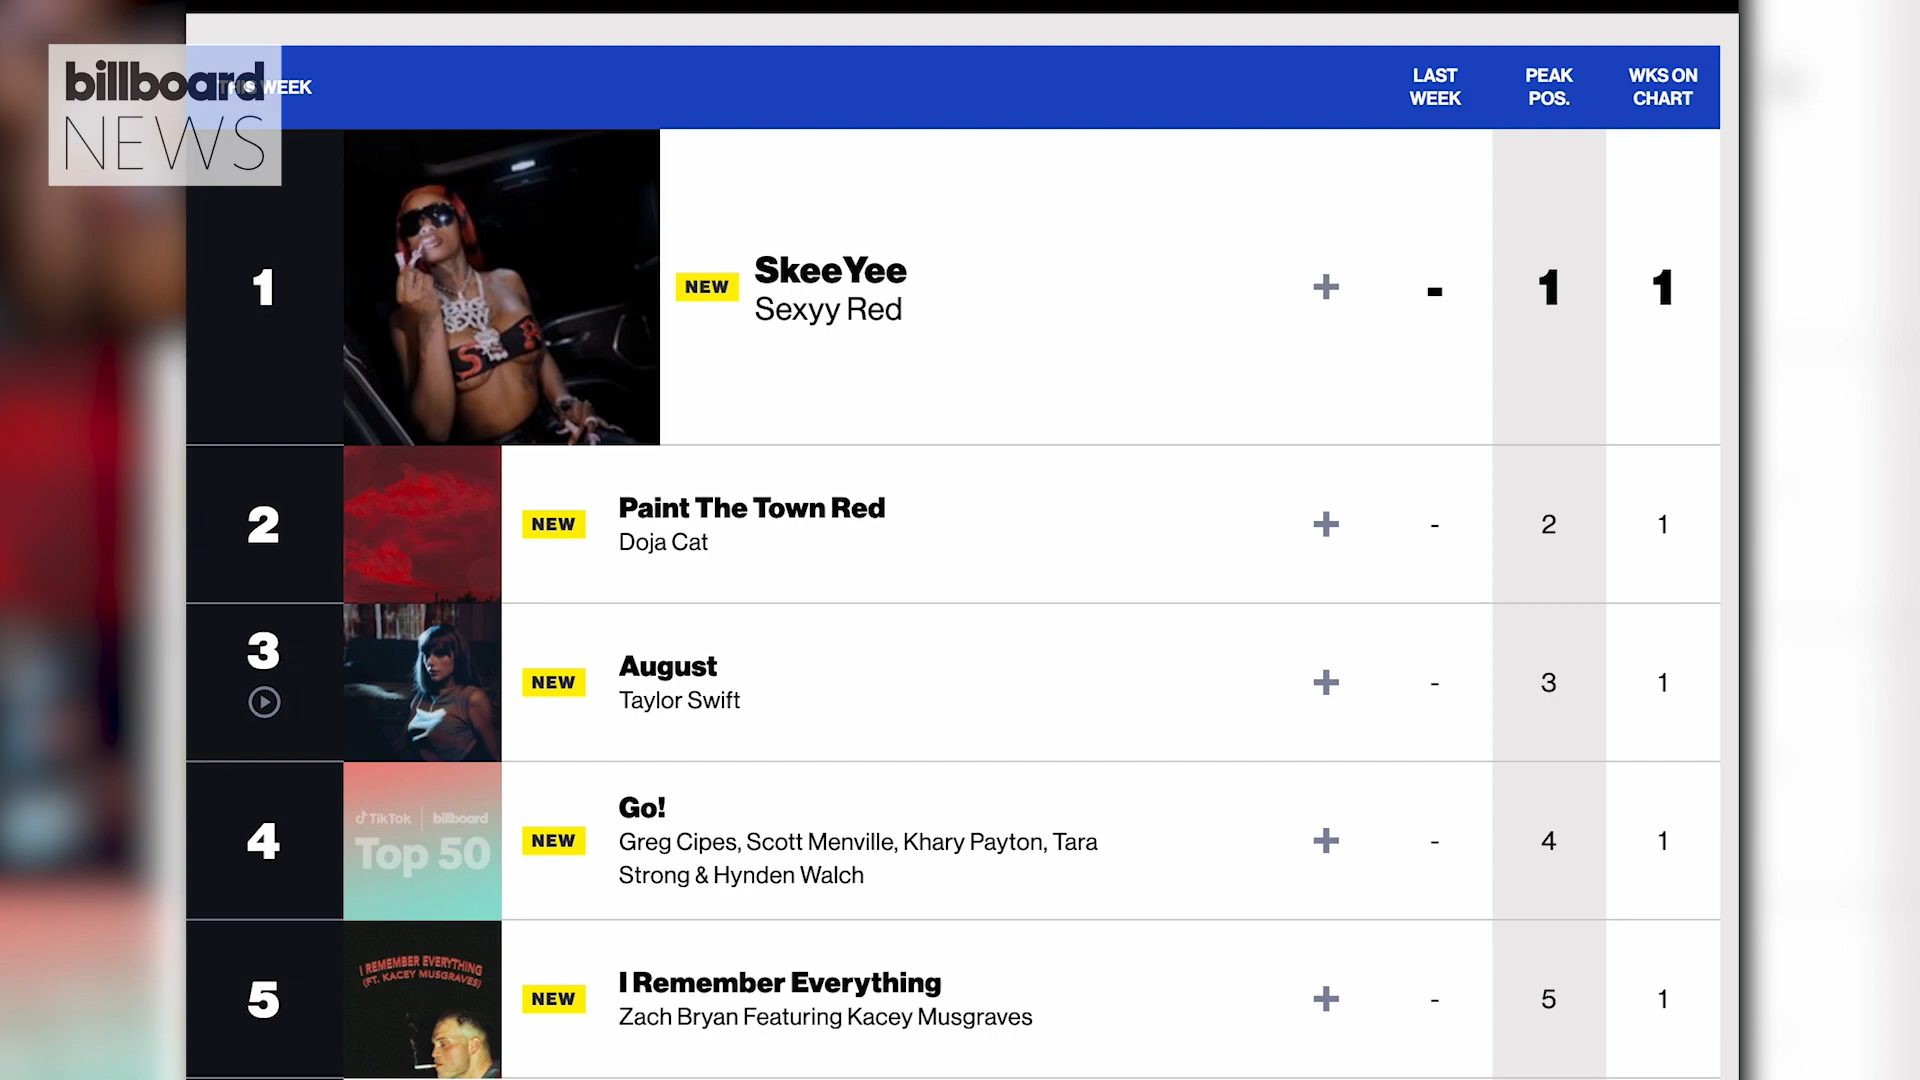 billboard
NEWS
THIS WEEK
LAST WEEK
PEAK POS.
WKS ON CHART
1
NEW
SkeeYee
Sexyy Red
-
1
1
2
NEW
Paint The Town Red
Doja Cat
-
2
1
3
NEW
August
Taylor Swift
-
3
1
4
TikTok | billboard
Top 50
NEW
Go!
Greg Cipes, Scott Menville, Khary Payton, Tara
Strong & Hynden Walch
-
4
1
5
I REMEMBER EVERYTHING
(FT. KACEY MUSGRAVES)
NEW
I Remember Everything
Zach Bryan Featuring Kacey Musgraves
-
5
1